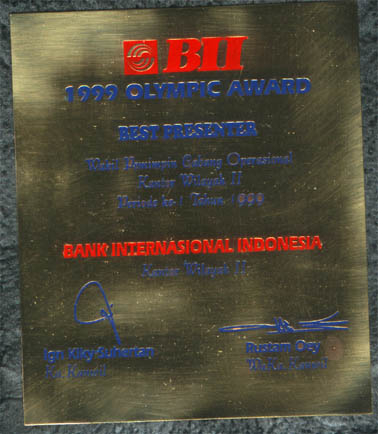 BII
1999 OLYMPIC AWARD
BEST PRESENTER
Wakil Pemimpin Cabang Operasional
Kantor Wilayah II
Periode ke-1 Tahun 1999
BANK INTERNASIONAL INDONESIA
Kantor Wilayah II
Ign Kiky Suherlan
Rustam Oey